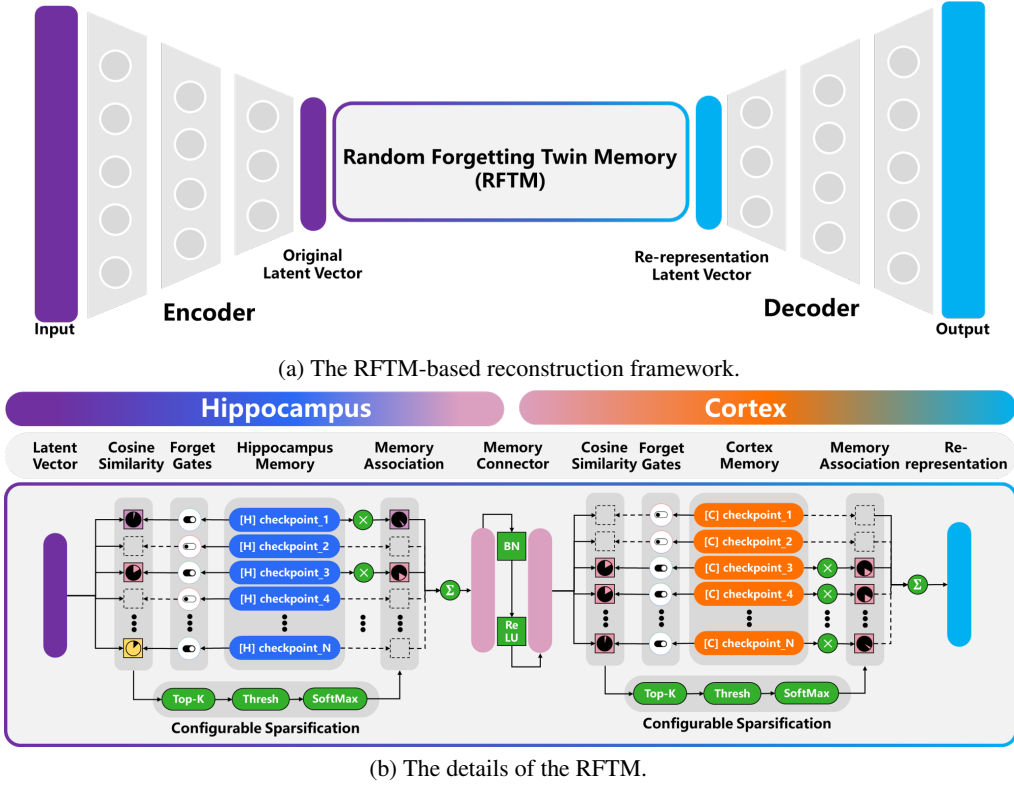 Random Forgetting Twin Memory
(RFTM)
Original
Latent Vector
Re-representation
Latent Vector
Encoder
Decoder
Input
Output
(a) The RFTM-based reconstruction framework.
Hippocampus
Cortex
Latent
Vector
Cosine
Similarity
Forget
Gates
Hippocampus
Memory
Memory
Association
Memory
Connector
Cosine
Similarity
Forget
Gates
Cortex
Memory
Memory
Association
Re-
representation
[H] checkpoint_1
[H] checkpoint_2
[H] checkpoint_3
[H] checkpoint_4
[H] checkpoint_N
×
×
Σ
BN
Re
LU
[C] checkpoint_1
[C] checkpoint_2
[C] checkpoint_3
[C] checkpoint_4
[C] checkpoint_N
×
×
×
Σ
Top-K
Thresh
SoftMax
Configurable Sparsification
Top-K
Thresh
SoftMax
Configurable Sparsification
(b) The details of the RFTM.